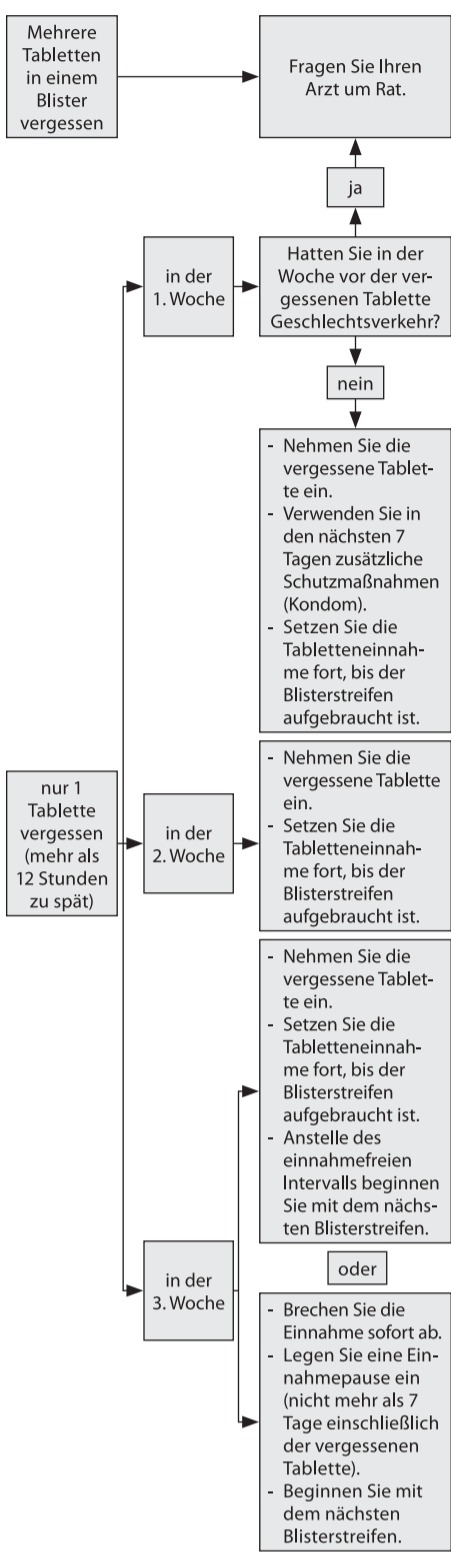 Mehrere
Tabletten
in einem
Blister
vergessen
Fragen Sie Ihren
Arzt um Rat.
ja
in der
1. Woche
Hatten Sie in der
Woche vor der ver-
gessenen Tablette
Geschlechtsverkehr?
nein
- Nehmen Sie die
vergessene Tablet-
te ein.
- Verwenden Sie in
den nächsten 7
Tagen zusätzliche
Schutzmaßnahmen
(Kondom).
- Setzen Sie die
Tabletteneinnah-
me fort, bis der
Blisterstreifen
aufgebraucht ist.
nur 1
Tablette
vergessen
(mehr als
12 Stunden
zu spät)
in der
2. Woche
- Nehmen Sie die
vergessene Tablette
ein.
- Setzen Sie die
Tabletteneinnah-
me fort, bis der
Blisterstreifen
aufgebraucht ist.
in der
3. Woche
- Nehmen Sie die
vergessene Tablet-
te ein.
- Setzen Sie die
Tabletteneinnah-
me fort, bis der
Blisterstreifen
aufgebraucht ist.
- Anstelle des
einnahmefreien
Intervalls beginnen
Sie mit dem nächs-
ten Blisterstreifen.
oder
- Brechen Sie die
Einnahme sofort ab.
- Legen Sie eine Ein-
nahmepause ein
(nicht mehr als 7
Tage einschließlich
der vergessenen
Tablette).
- Beginnen Sie mit
dem nächsten
Blisterstreifen.